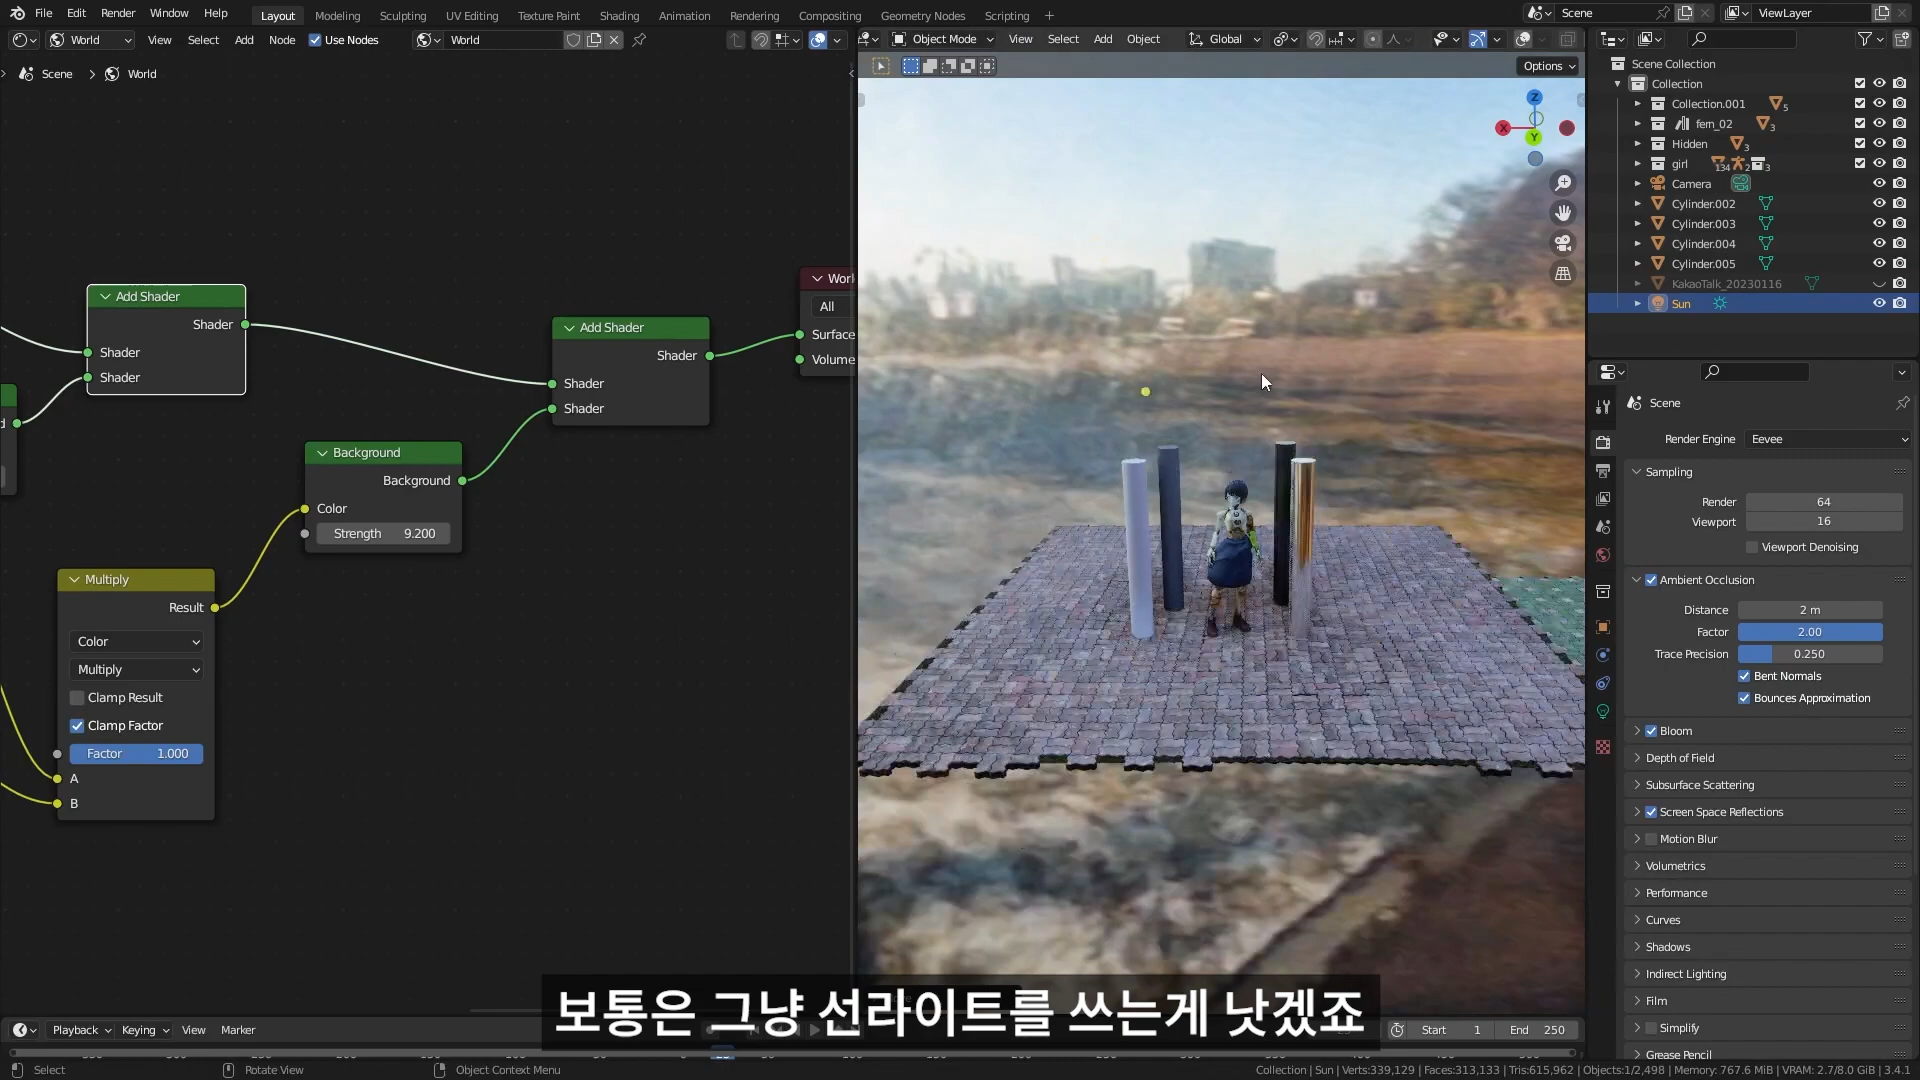 File Edit Render Window Help Layout Modeling Sculpting UV Editing Texture Paint Shading Animation Rendering Compositing Geometry Nodes Scripting + Scene ViewLayer
World View Select Add Node Use Nodes World Object Mode View Select Add Object Global
Options
Scene > World
Scene Collection
Collection
Collection.001 5
fern_02 3
Hidden 3
girl 134 2 3
Camera
Cylinder.002
Cylinder.003
Cylinder.004
Cylinder.005
KakaoTalk_20230116
Sun
Z
X
Y
Add Shader
Shader
Shader
Shader
Add Shader
Shader
Shader
Shader
All
Surface
Volume
Background
Background
Color
Strength 9.200
Multiply
Result
Color
Multiply
Clamp Result
Clamp Factor
Factor 1.000
A
B
Scene
Render Engine Eevee
Sampling
Render 64
Viewport 16
Viewport Denoising
Ambient Occlusion
Distance 2 m
Factor 2.00
Trace Precision 0.250
Bent Normals
Bounces Approximation
Bloom
Depth of Field
Subsurface Scattering
Screen Space Reflections
Motion Blur
Volumetrics
Performance
Curves
Shadows
Indirect Lighting
Film
Simplify
Grease Pencil
보통은 그냥 선라이트를 쓰는게 낫겠죠
Playback Keying View Marker Start 1 End 250
Select Rotate View Object Context Menu Collection | Sun | Verts:339,129 | Faces:313,133 | Tris:615,962 | Objects:1/2,498 | Memory: 767.6 MiB | VRAM: 2.7/8.0 GiB | 3.4.1